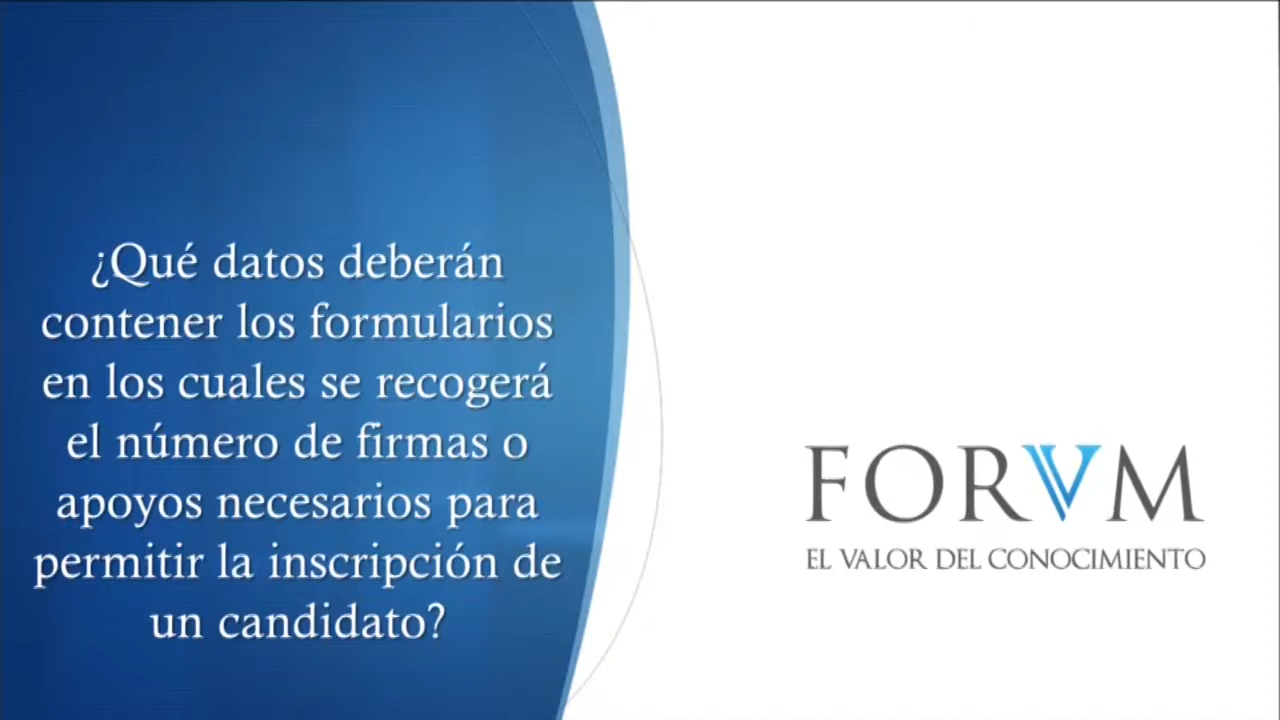 ¿Qué datos deberán
contener los formularios
en los cuales se recogerá
el número de firmas o
apoyos necesarios para
permitir la inscripción de
un candidato?
FORVM
EL VALOR DEL CONOCIMIENTO